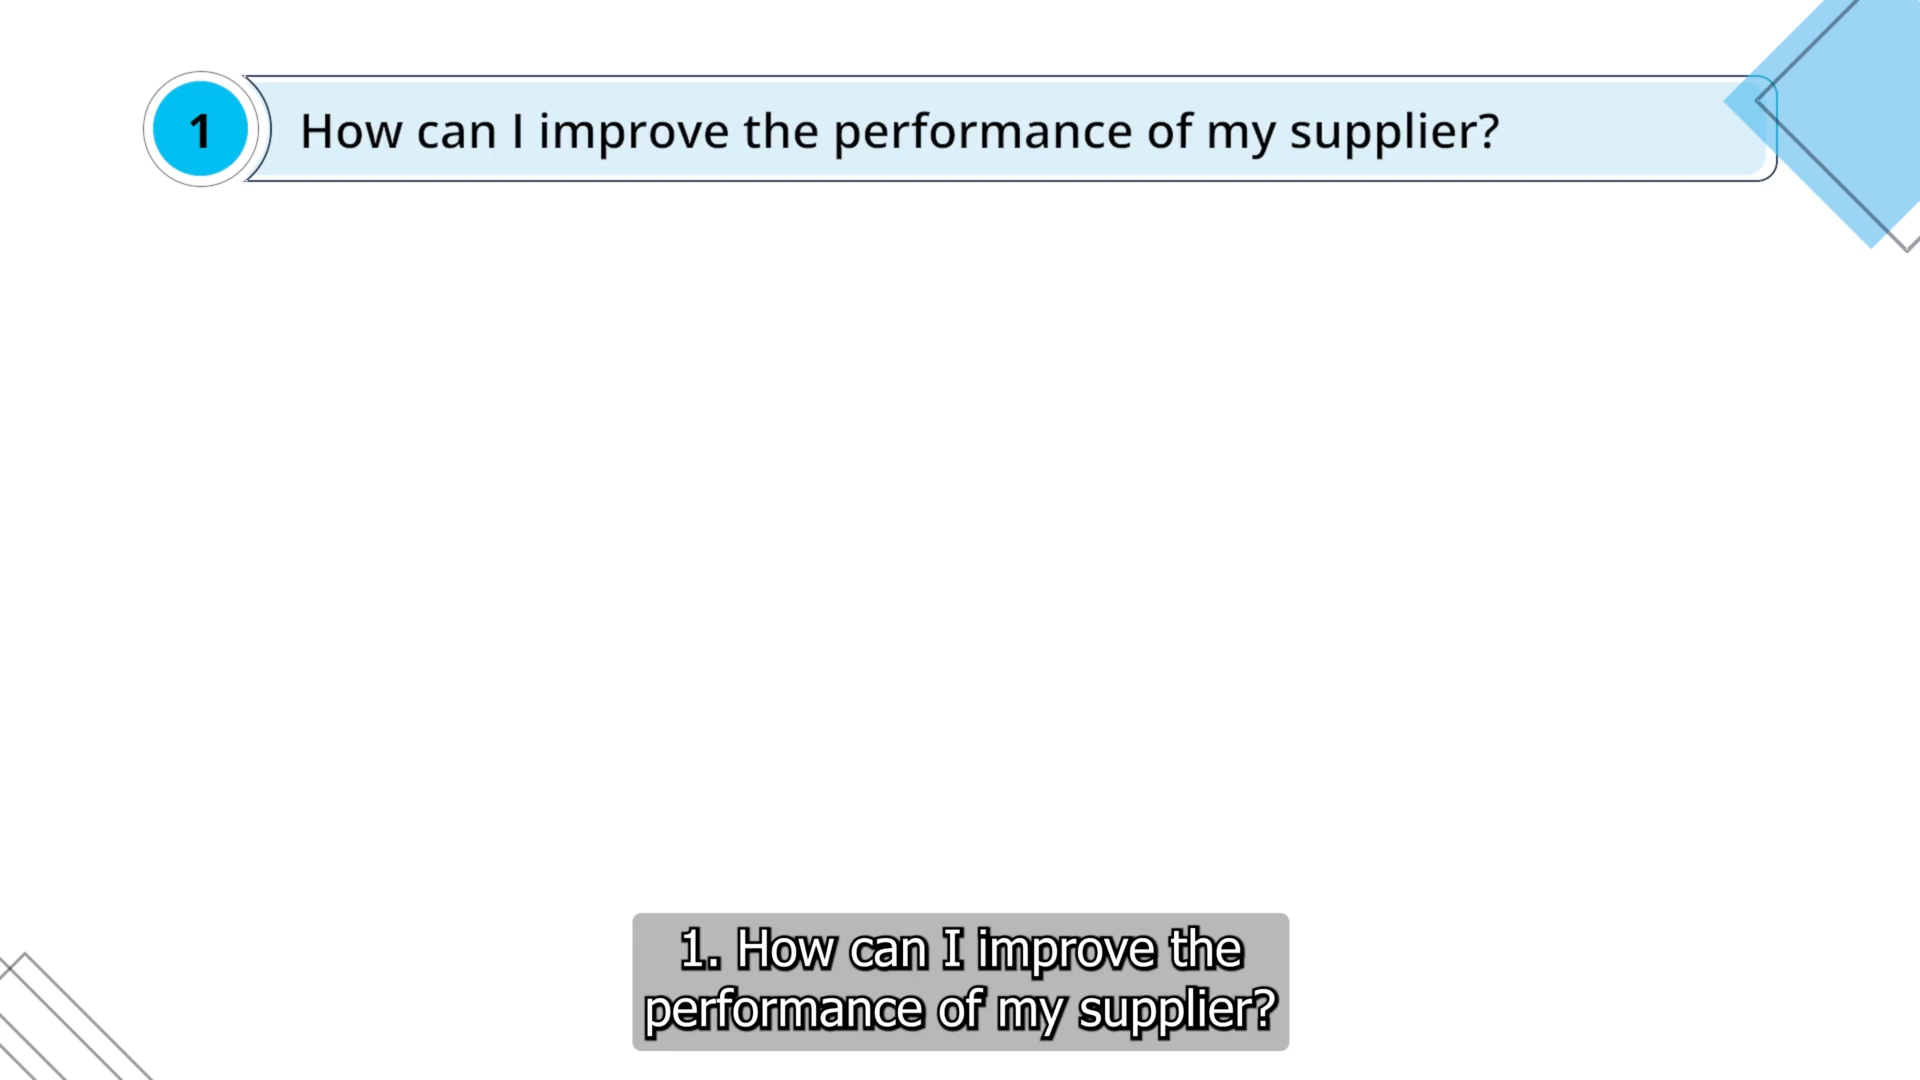 1
How can I improve the performance of my supplier?
1. How can I improve the
performance of my supplier?